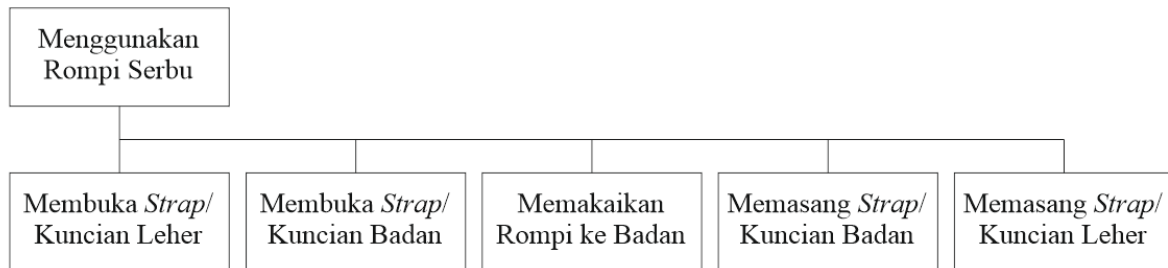 Menggunakan
Rompi Serbu
Membuka Strap/
Kuncian Leher
Membuka Strap/
Kuncian Badan
Memakaikan
Rompi ke Badan
Memasang Strap/
Kuncian Badan
Memasang Strap/
Kuncian Leher